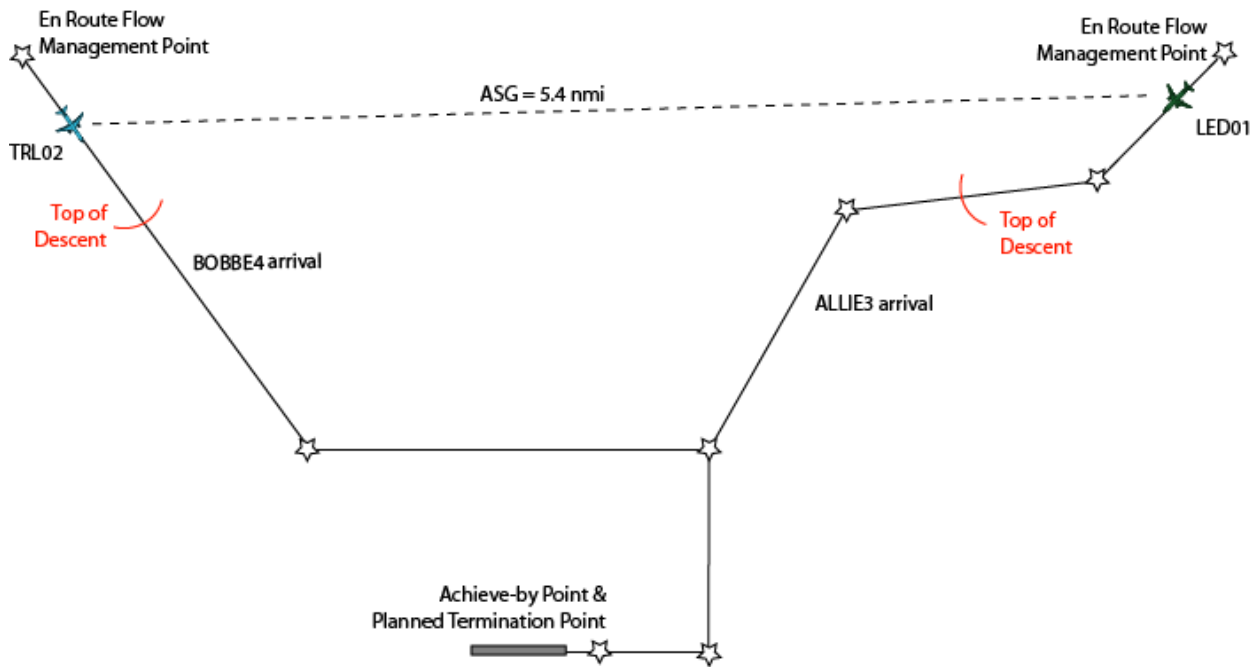 En Route Flow
Management Point
En Route Flow
Management Point
ASG = 5.4 nmi
TRL02
LED01
Top of
Descent
Top of
Descent
BOBBE4 arrival
ALLIE3 arrival
Achieve-by Point &
Planned Termination Point